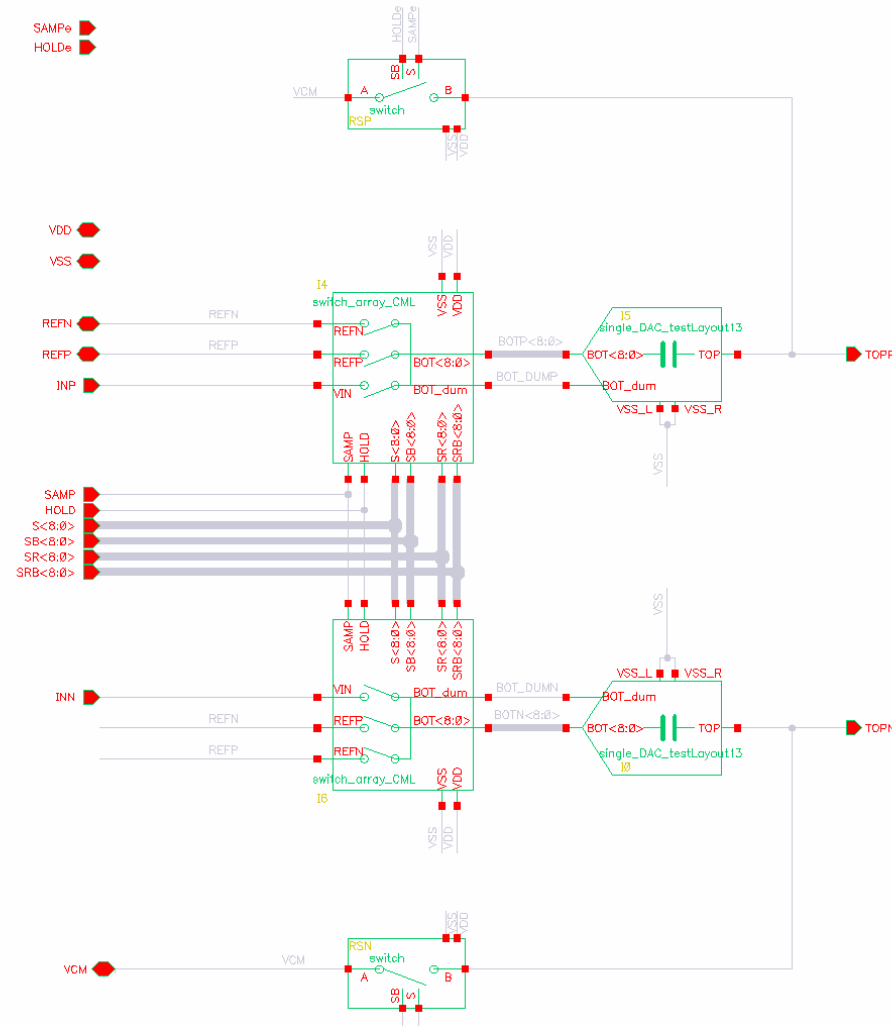 SAMPe
HOLDe
HOLDe
SAMPe
SB
S
VCM
A
B
switch
RSP
VSS
VDD
VDD
VSS
VSS
VDD
I4
switch_array_CML
VSS
VDD
REFN
REFN
REFN
REFP
REFP
REFP
BOT<8:0>
BOTP<8:0>
INP
VIN
BOT_dum
BOT_DUMP
I5
single_DAC_testLayout13
BOT<8:0>
TOP
TOPP
BOT_dum
VSS_L
VSS_R
VSS
SAMP
HOLD
S<8:0>
SB<8:0>
SR<8:0>
SRB<8:0>
SAMP
HOLD
S<8:0>
SB<8:0>
SR<8:0>
SRB<8:0>
SAMP
HOLD
S<8:0>
SB<8:0>
SR<8:0>
SRB<8:0>
VSS
VSS_L
VSS_R
INN
VIN
BOT_dum
BOT_DUMN
BOT_dum
REFN
REFP
BOT<8:0>
BOTN<8:0>
BOT<8:0>
TOP
TOPN
REFP
REFN
single_DAC_testLayout13
I0
switch_array_CML
VSS
VDD
I6
VSS
VDD
VSS
VDD
RSN
switch
VCM
VCM
A
B
SB
S